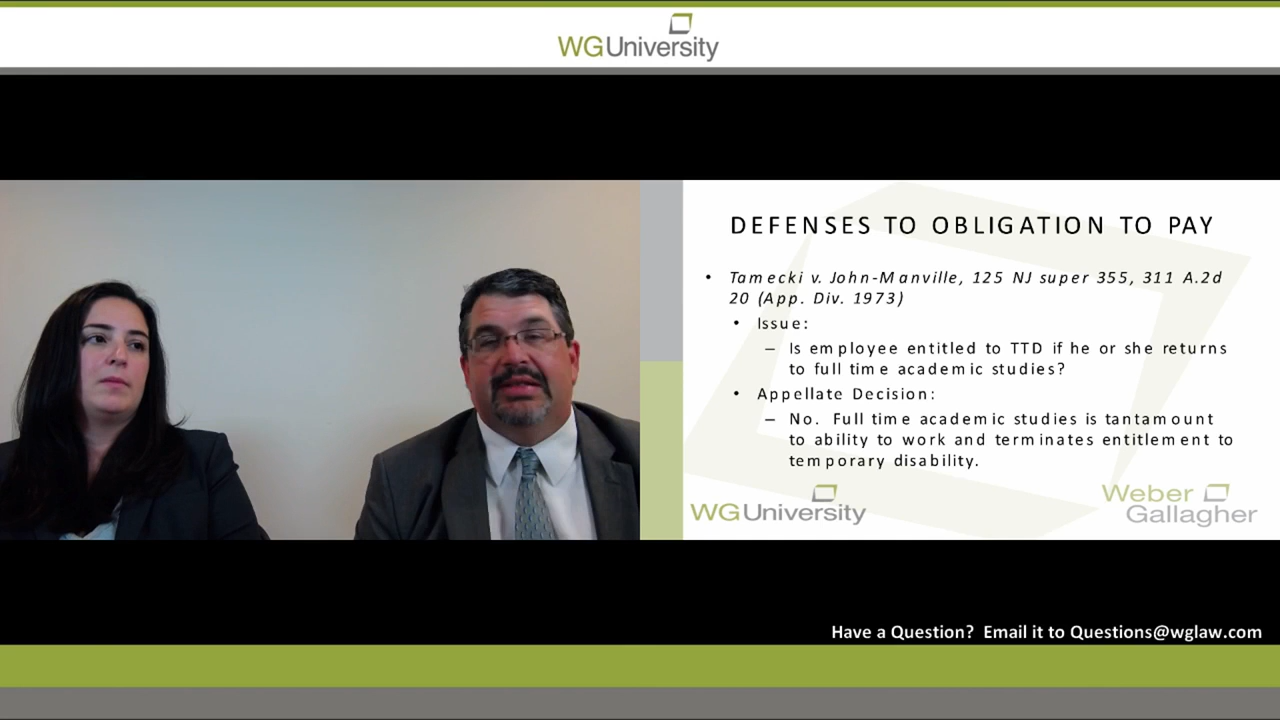 WGUniversity
DEFENSES TO OBLIGATION TO PAY
• Tamecki v. John-Manville, 125 NJ super 355, 311 A.2d
20 (App. Div. 1973)
• Issue:
– Is employee entitled to TTD if he or she returns
to full time academic studies?
• Appellate Decision:
– No. Full time academic studies is tantamount
to ability to work and terminates entitlement to
temporary disability.
WGUniversity
Weber
Gallagher
Have a Question? Email it to Questions@wglaw.com